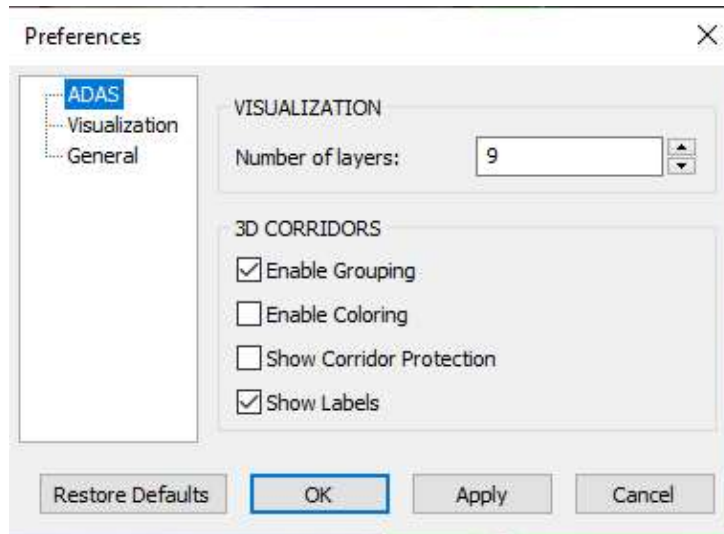 Preferences
ADAS
Visualization
General
VISUALIZATION
Number of layers: 9
3D CORRIDORS
Enable Grouping
Enable Coloring
Show Corridor Protection
Show Labels
Restore Defaults OK Apply Cancel